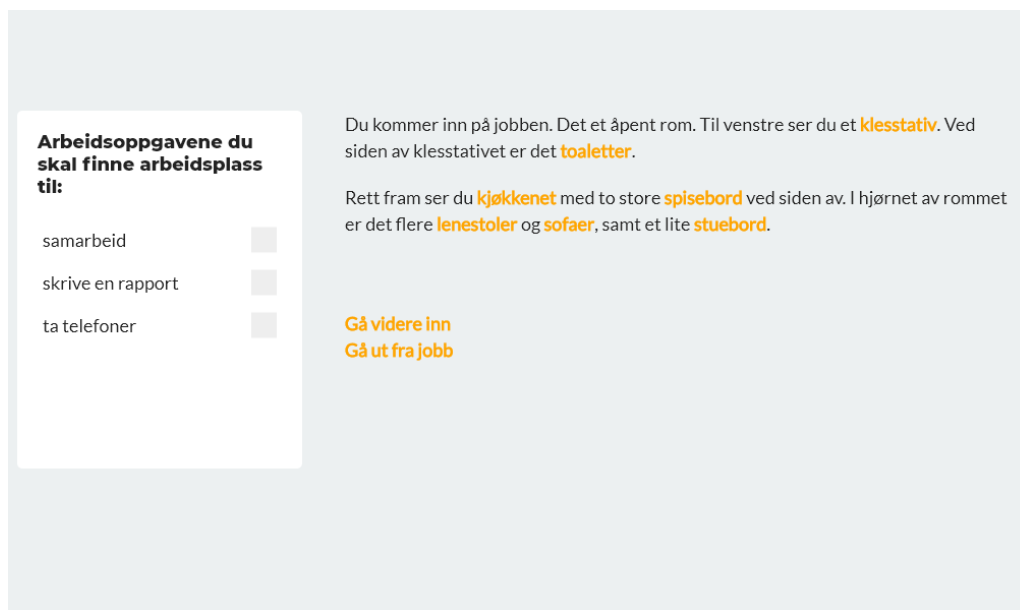 Arbeidsoppgavene du
skal finne arbeidsplass
til:
samarbeid
skrive en rapport
ta telefoner
Du kommer inn på jobben. Det et åpent rom. Til venstre ser du et klesstativ. Ved
siden av klesstativet er det toaletter.
Rett fram ser du kjøkkenet med to store spisebord ved siden av. I hjørnet av rommet
er det flere lenestoler og sofaer, samt et lite stuebord.
Gå videre inn
Gå ut fra jobb